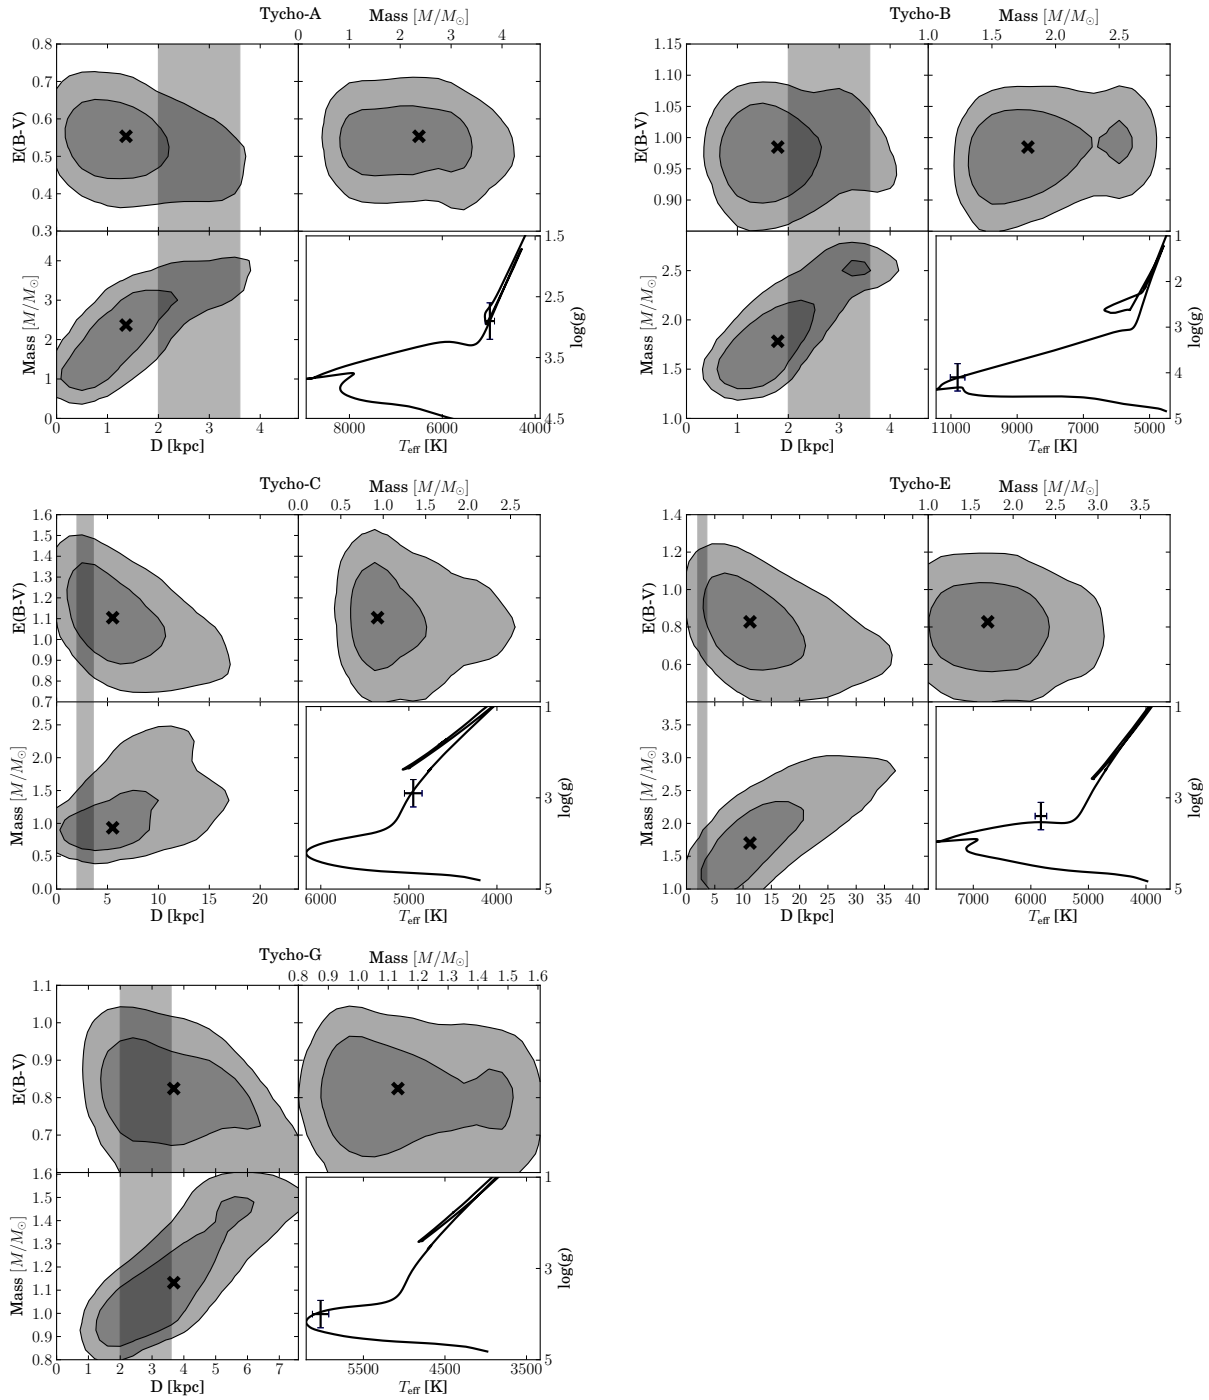 Tycho-A Mass [M/M⊙]
0 1 2 3 4
0.8
0.7
0.6
0.5
0.4
0.3
E(B-V)
4
3
2
1
0
Mass [M/M⊙]
0 1 2 3 4
D [kpc]
1.5
2.5
3.5
4.5
log(g)
8000 6000 4000
Teff [K]
Tycho-B Mass [M/M⊙]
1.0 1.5 2.0 2.5
1.15
1.10
1.05
1.00
0.95
0.90
E(B-V)
2.5
2.0
1.5
1.0
Mass [M/M⊙]
0 1 2 3 4
D [kpc]
1
2
3
4
5
log(g)
11000 9000 7000 5000
Teff [K]
Tycho-C Mass [M/M⊙]
0.0 0.5 1.0 1.5 2.0 2.5
1.6
1.5
1.4
1.3
1.2
1.1
1.0
0.9
0.8
0.7
E(B-V)
2.5
2.0
1.5
1.0
0.5
0.0
Mass [M/M⊙]
0 5 10 15 20
D [kpc]
1
3
5
log(g)
6000 5000 4000
Teff [K]
Tycho-E Mass [M/M⊙]
1.0 1.5 2.0 2.5 3.0 3.5
1.4
1.2
1.0
0.8
0.6
E(B-V)
3.5
3.0
2.5
2.0
1.5
1.0
Mass [M/M⊙]
0 5 10 15 20 25 30 35 40
D [kpc]
1
3
5
log(g)
7000 6000 5000 4000
Teff [K]
Tycho-G Mass [M/M⊙]
0.8 0.9 1.0 1.1 1.2 1.3 1.4 1.5 1.6
1.1
1.0
0.9
0.8
0.7
E(B-V)
1.6
1.5
1.4
1.3
1.2
1.1
1.0
0.9
0.8
Mass [M/M⊙]
0 1 2 3 4 5 6 7
D [kpc]
1
3
5
log(g)
5500 4500 3500
Teff [K]